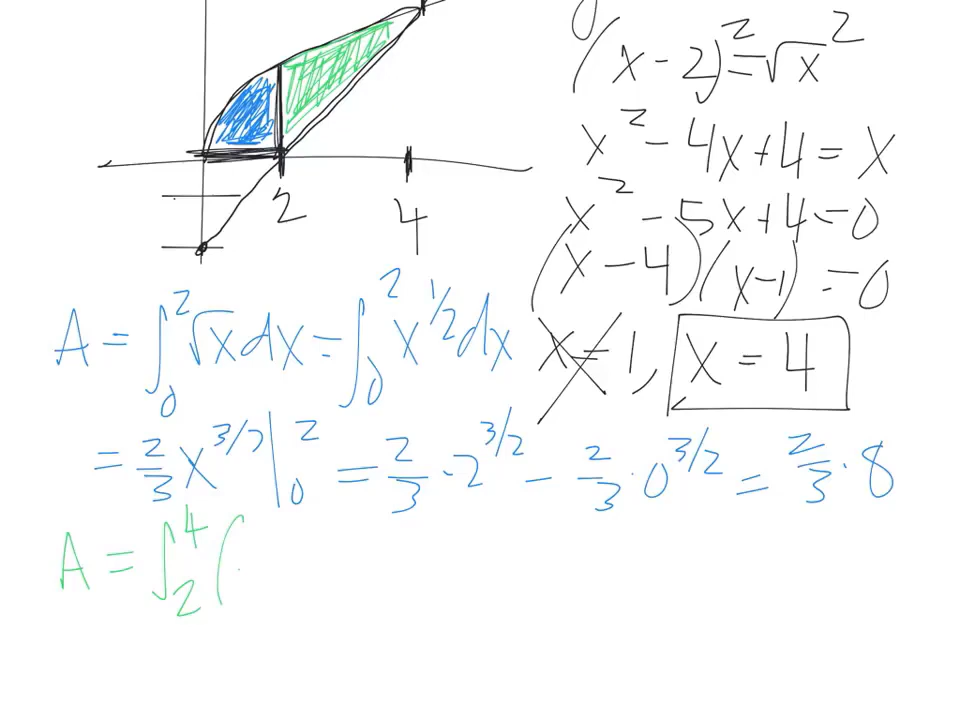 (x-2)²=√x²
x²-4x+4=x
x²-5x+4=0
(x-4)(x-1)=0
x=1, x=4
2 4
A=∫₀²√x dx=∫₀²x^{1/2}dx
=2/3 x^{3/2}|₀²=2/3·2^{3/2}-2/3·0^{3/2}=2/3·8
A=∫₂⁴(